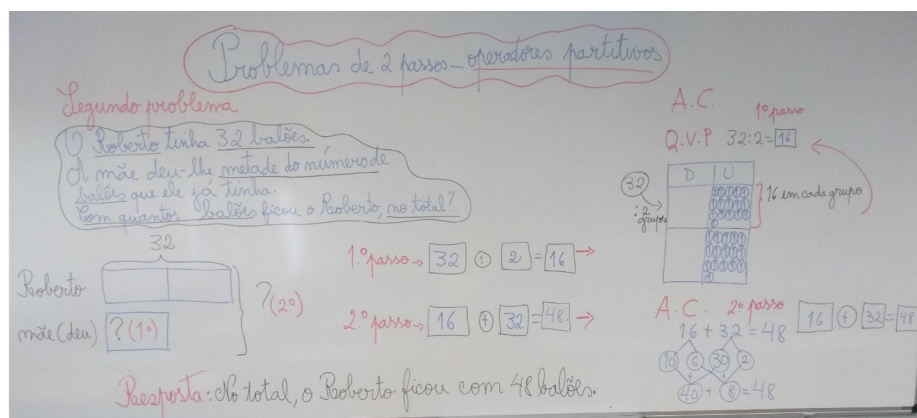 Problemas de 2 passos - operadores partitivos
Segundo problema
O Roberto tinha 32 balões.
A mãe deu-lhe metade do número de
balões que ele já tinha.
Com quantos balões ficou o Roberto, no total?
32
Roberto
mãe (deu) ? (1º)
? (2º)
1.º passo → 32 : 2 = 16 →
2.º passo → 16 + 32 = 48 →
Resposta: No total, o Roberto ficou com 48 balões.
A.C.
1º passo
Q.V.P 32:2=16
D U
32
:2
grupos
16 em cada grupo
A.C. 2º passo
16 + 32 = 48
16 + 32 = 48
10 6 30 2
40 + 8 = 48